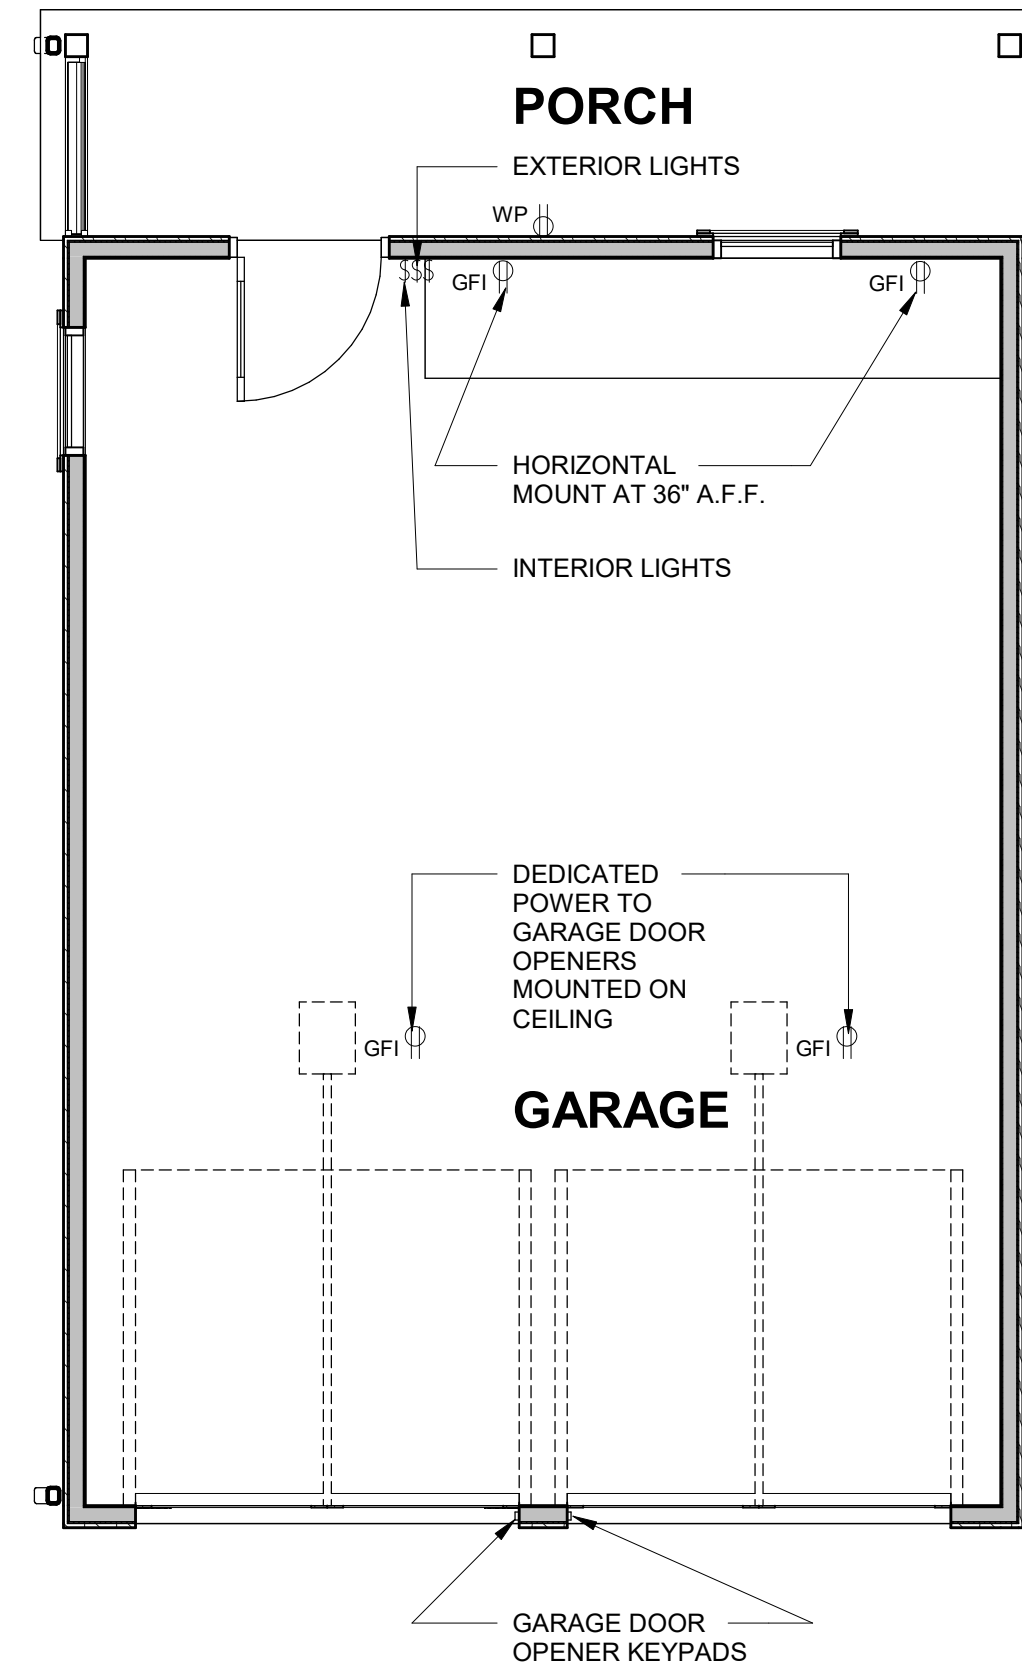 PORCH
EXTERIOR LIGHTS
WP
$$$
GFI
GFI
HORIZONTAL
MOUNT AT 36" A.F.F.
INTERIOR LIGHTS
DEDICATED
POWER TO
GARAGE DOOR
OPENERS
MOUNTED ON
CEILING
GFI
GFI
GARAGE
GARAGE DOOR
OPENER KEYPADS